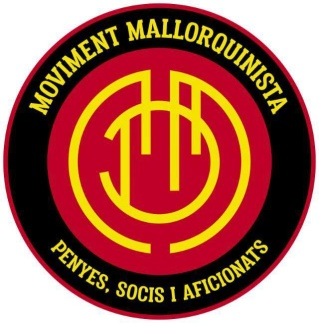 MOVIMENT MALLORQUINISTA
PENYES, SOCIS I AFICIONATS